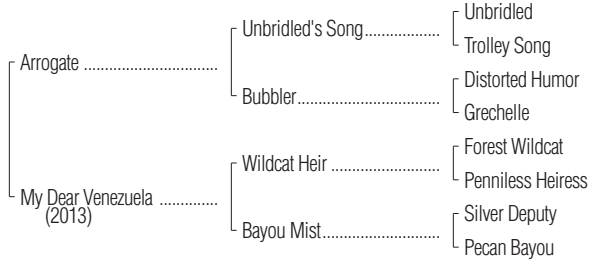 Unbridled
Unbridled's Song..................
Trolley Song
Arrogate ................................
Distorted Humor
Bubbler..................................
Grechelle
Forest Wildcat
Wildcat Heir ..........................
Penniless Heiress
My Dear Venezuela ..............
(2013)
Silver Deputy
Bayou Mist............................
Pecan Bayou